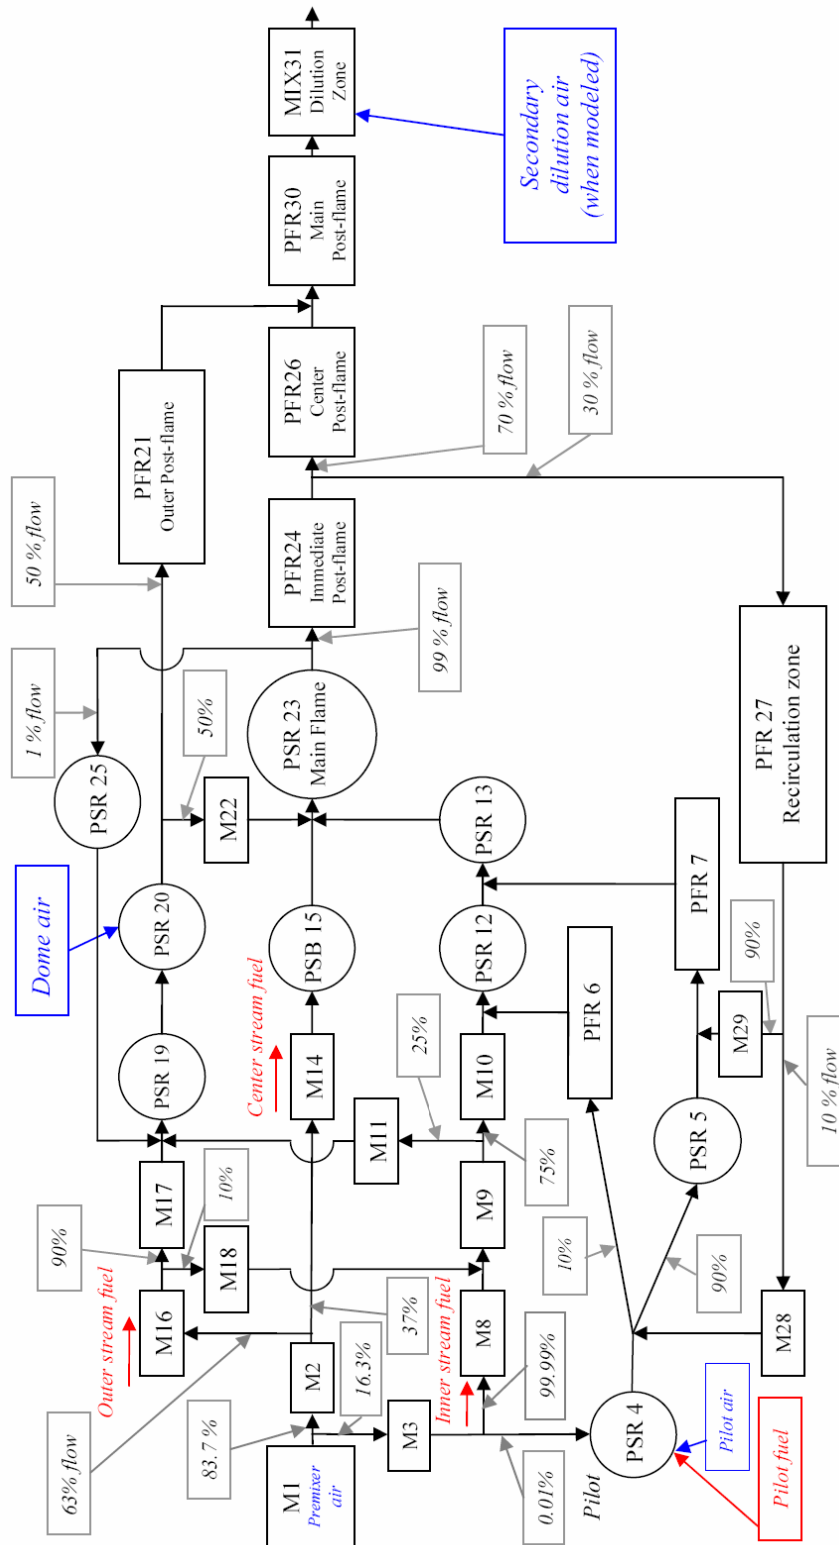 MIX31
Dilution
Zone
Secondary
dilution air
(when modeled)
PFR30
Main
Post-flame
PFR26
Center
Post-flame
70 % flow
30 % flow
PFR21
Outer Post-flame
50 % flow
PFR24
Immediate
Post-flame
99 % flow
1 % flow
PSR 25
50%
M22
PSR 23
Main Flame
PSR 13
PFR 27
Recirculation zone
Dome air
PSR 20
PSB 15
PSR 12
PFR 7
PSR 19
Center stream fuel
M14
25%
M10
PFR 6
M29
90%
M11
PSR 5
10 % flow
90%
M17
10%
M18
75%
M9
10%
90%
Outer stream fuel
M16
37%
Inner stream fuel
M8
M28
63% flow
83.7 %
M2
16.3%
M3
99.99%
M1
Premixer
air
0.01%
Pilot
PSR 4
Pilot air
Pilot fuel